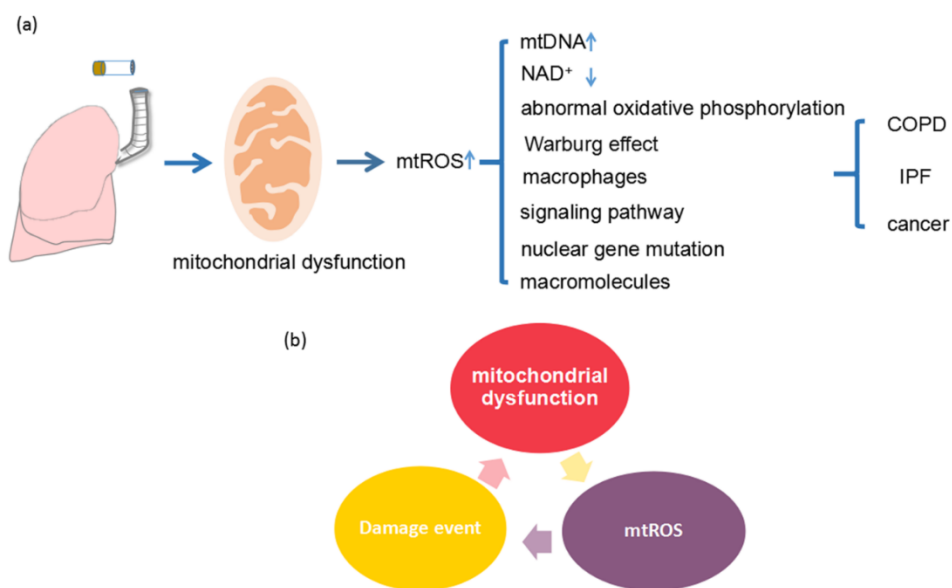 (a)
mtDNA↑
NAD⁺ ↓
abnormal oxidative phosphorylation
Warburg effect
macrophages
signaling pathway
nuclear gene mutation
macromolecules
mtROS↑
mitochondrial dysfunction
COPD
IPF
cancer
(b)
mitochondrial
dysfunction
Damage event
mtROS